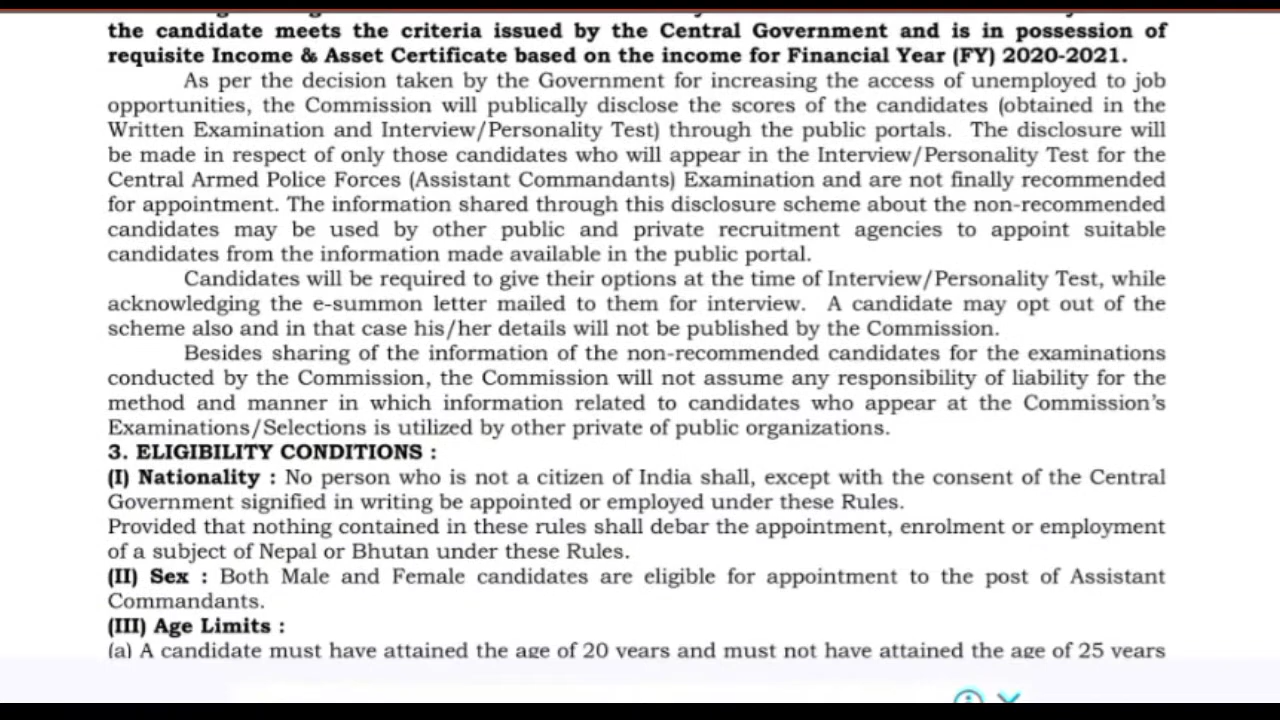 the candidate meets the criteria issued by the Central Government and is in possession of
requisite Income & Asset Certificate based on the income for Financial Year (FY) 2020-2021.
As per the decision taken by the Government for increasing the access of unemployed to job
opportunities, the Commission will publically disclose the scores of the candidates (obtained in the
Written Examination and Interview/Personality Test) through the public portals. The disclosure will
be made in respect of only those candidates who will appear in the Interview/Personality Test for the
Central Armed Police Forces (Assistant Commandants) Examination and are not finally recommended
for appointment. The information shared through this disclosure scheme about the non-recommended
candidates may be used by other public and private recruitment agencies to appoint suitable
candidates from the information made available in the public portal.
Candidates will be required to give their options at the time of Interview/Personality Test, while
acknowledging the e-summon letter mailed to them for interview. A candidate may opt out of the
scheme also and in that case his/her details will not be published by the Commission.
Besides sharing of the information of the non-recommended candidates for the examinations
conducted by the Commission, the Commission will not assume any responsibility of liability for the
method and manner in which information related to candidates who appear at the Commission's
Examinations/Selections is utilized by other private of public organizations.
3. ELIGIBILITY CONDITIONS :
(I) Nationality : No person who is not a citizen of India shall, except with the consent of the Central
Government signified in writing be appointed or employed under these Rules.
Provided that nothing contained in these rules shall debar the appointment, enrolment or employment
of a subject of Nepal or Bhutan under these Rules.
(II) Sex : Both Male and Female candidates are eligible for appointment to the post of Assistant
Commandants.
(III) Age Limits :
(a) A candidate must have attained the age of 20 years and must not have attained the age of 25 years